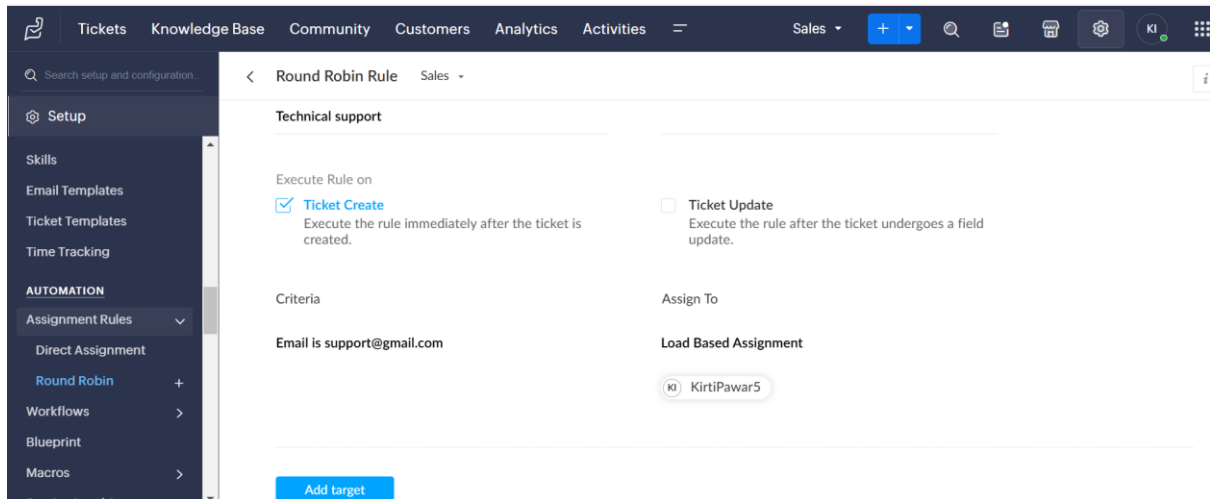 Tickets Knowledge Base Community Customers Analytics Activities Sales KI
Search setup and configuration..
Setup
Skills
Email Templates
Ticket Templates
Time Tracking
AUTOMATION
Assignment Rules
Direct Assignment
Round Robin +
Workflows
Blueprint
Macros
Round Robin Rule Sales
i
Technical support
Execute Rule on
Ticket Create
Execute the rule immediately after the ticket is
created.
Ticket Update
Execute the rule after the ticket undergoes a field
update.
Criteria
Email is support@gmail.com
Assign To
Load Based Assignment
KI KirtiPawar5
Add target